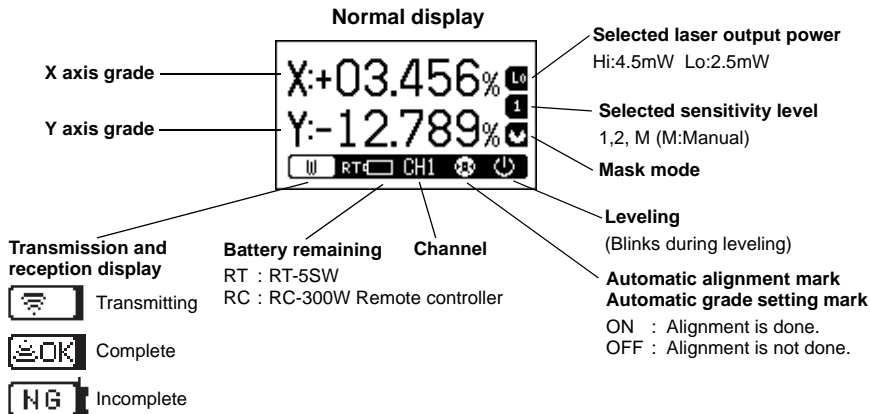 Normal display
X axis grade
Y axis grade
X:+03.456%
Lo
1
Y:-12.789%
W RT CH1
Selected laser output power
Hi:4.5mW Lo:2.5mW
Selected sensitivity level
1,2, M (M:Manual)
Mask mode
Leveling
(Blinks during leveling)
Automatic alignment mark
Automatic grade setting mark
ON : Alignment is done.
OFF : Alignment is not done.
Transmission and
reception display
Transmitting
OK Complete
NG Incomplete
Battery remaining
RT : RT-5SW
RC : RC-300W Remote controller
Channel